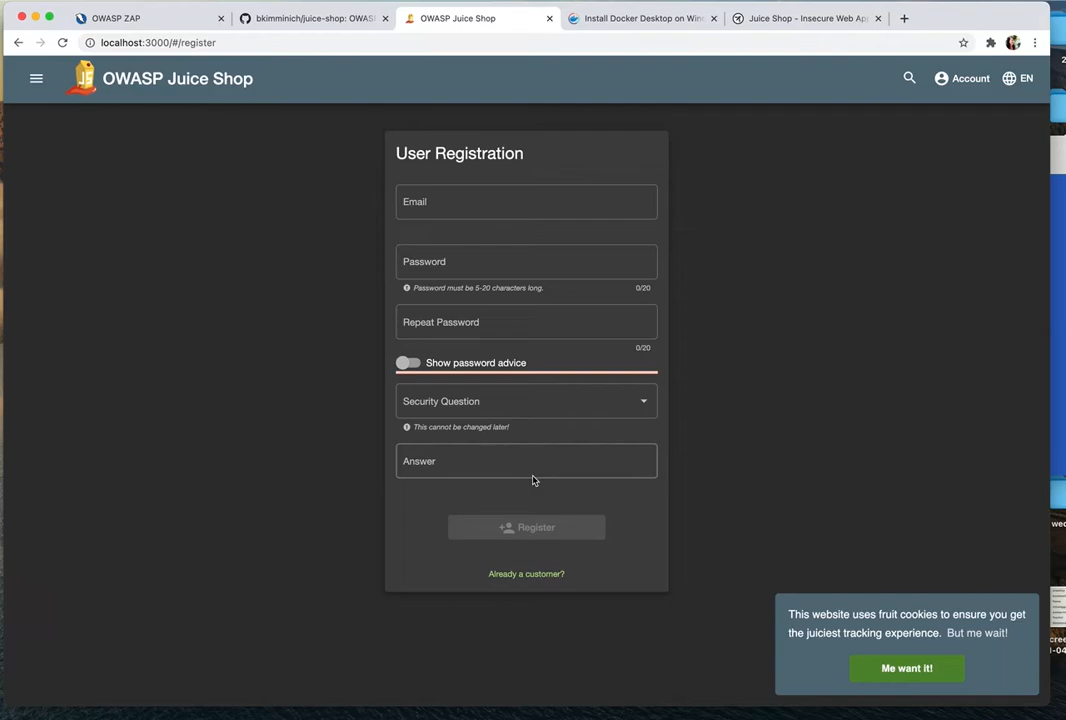 OWASP ZAP
bkimminich/juice-shop: OWAS
OWASP Juice Shop
Install Docker Desktop on Win
Juice Shop - Insecure Web Ap
localhost:3000/#/register
OWASP Juice Shop
Account
EN
User Registration
Email
Password
Password must be 5-20 characters long.
0/20
Repeat Password
0/20
Show password advice
Security Question
This cannot be changed later!
Answer
Register
Already a customer?
This website uses fruit cookies to ensure you get
the juiciest tracking experience. But me wait!
Me want it!